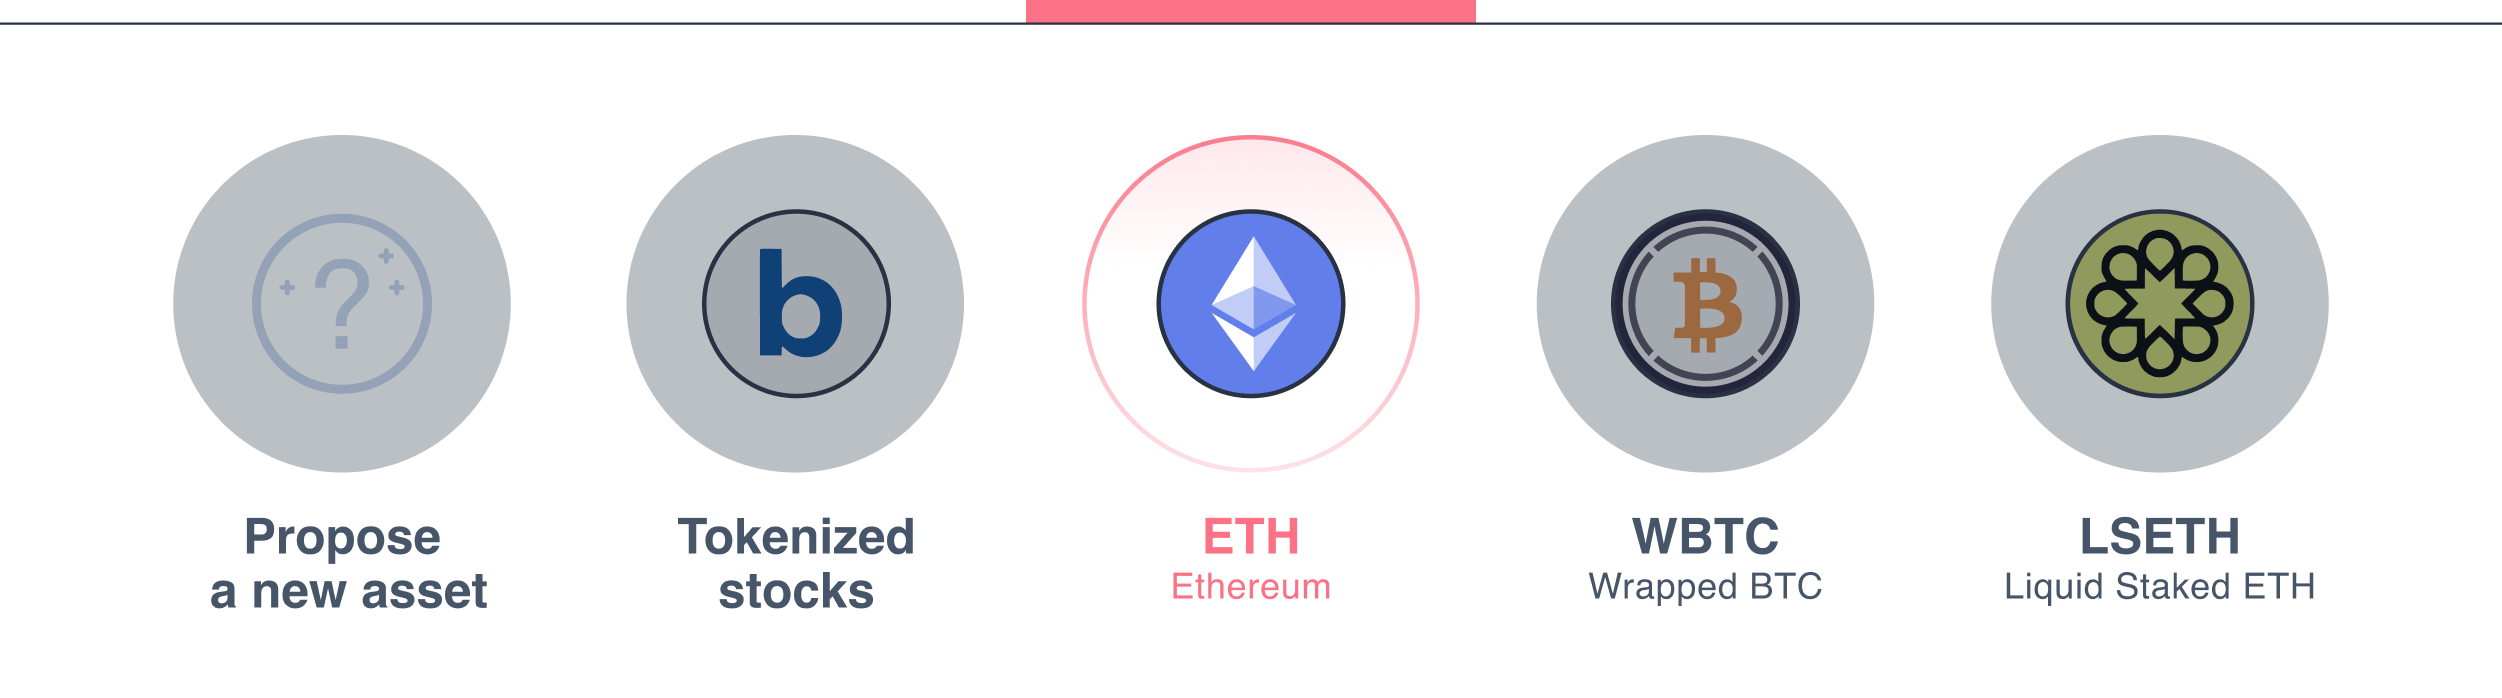 Propose
a new asset
Tokenized
stocks
ETH
Ethereum
WBTC
Wrapped BTC
LSETH
Liquid Staked ETH